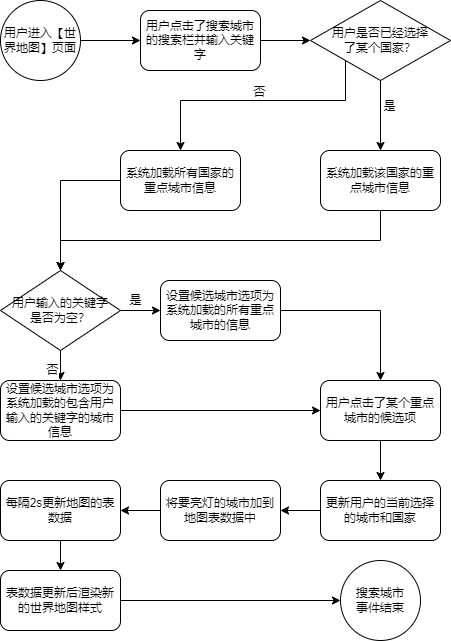 用户进入【世
界地图】页面
用户点击了搜索城市
的搜索栏并输入关键
字
用户是否已经选择
了某个国家?
否
是
系统加载所有国家的
重点城市信息
系统加载该国家的重
点城市信息
用户输入的关键字
是否为空?
是
设置候选城市选项为
系统加载的所有重点
城市的信息
否
设置候选城市选项为
系统加载的包含用户
输入的关键字的城市
信息
用户点击了某个重点
城市的候选项
每隔2s更新地图的表
数据
将要亮灯的城市加到
地图表数据中
更新用户的当前选择
的城市和国家
表数据更新后渲染新
的世界地图样式
搜索城市
事件结束